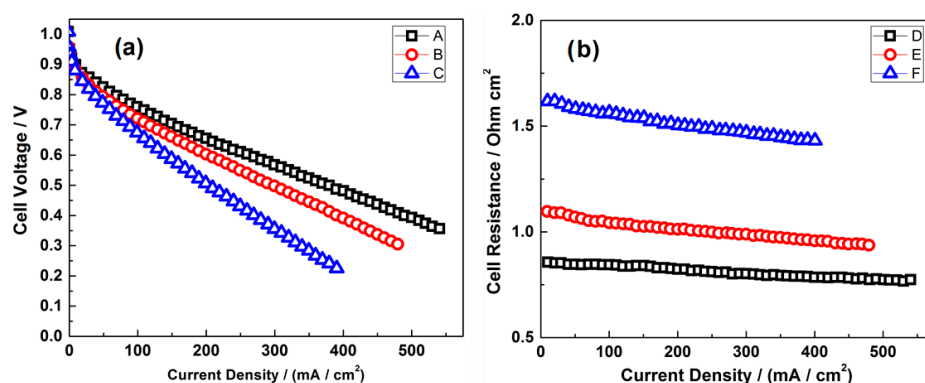 (a)
A
B
C
Cell Voltage / V
1.0
0.9
0.8
0.7
0.6
0.5
0.4
0.3
0.2
0.1
0.0
0
100
200
300
400
500
Current Density / (mA / cm²)
(b)
D
E
F
Cell Resistance / Ohm cm²
2.0
1.5
1.0
0.5
0
100
200
300
400
500
Current Density / (mA / cm²)